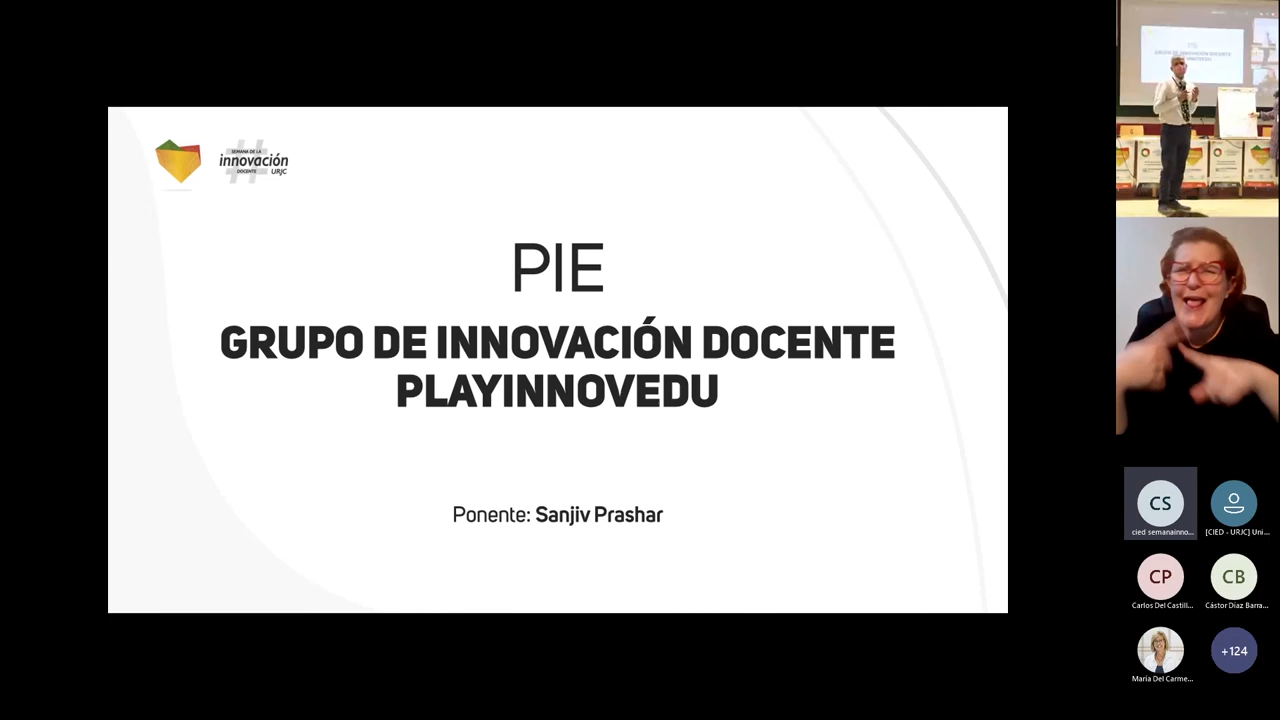 SEMANA DE LA
innovación
DOCENTE
URJC
PIE
GRUPO DE INNOVACIÓN DOCENTE
PLAYINNOVEDU
Ponente: Sanjiv Prashar
CS
cied semanainno...
[CIED - URJC] Uni...
CP
Carlos Del Castill...
CB
Cástor Díaz Barra...
María Del Carme...
+124